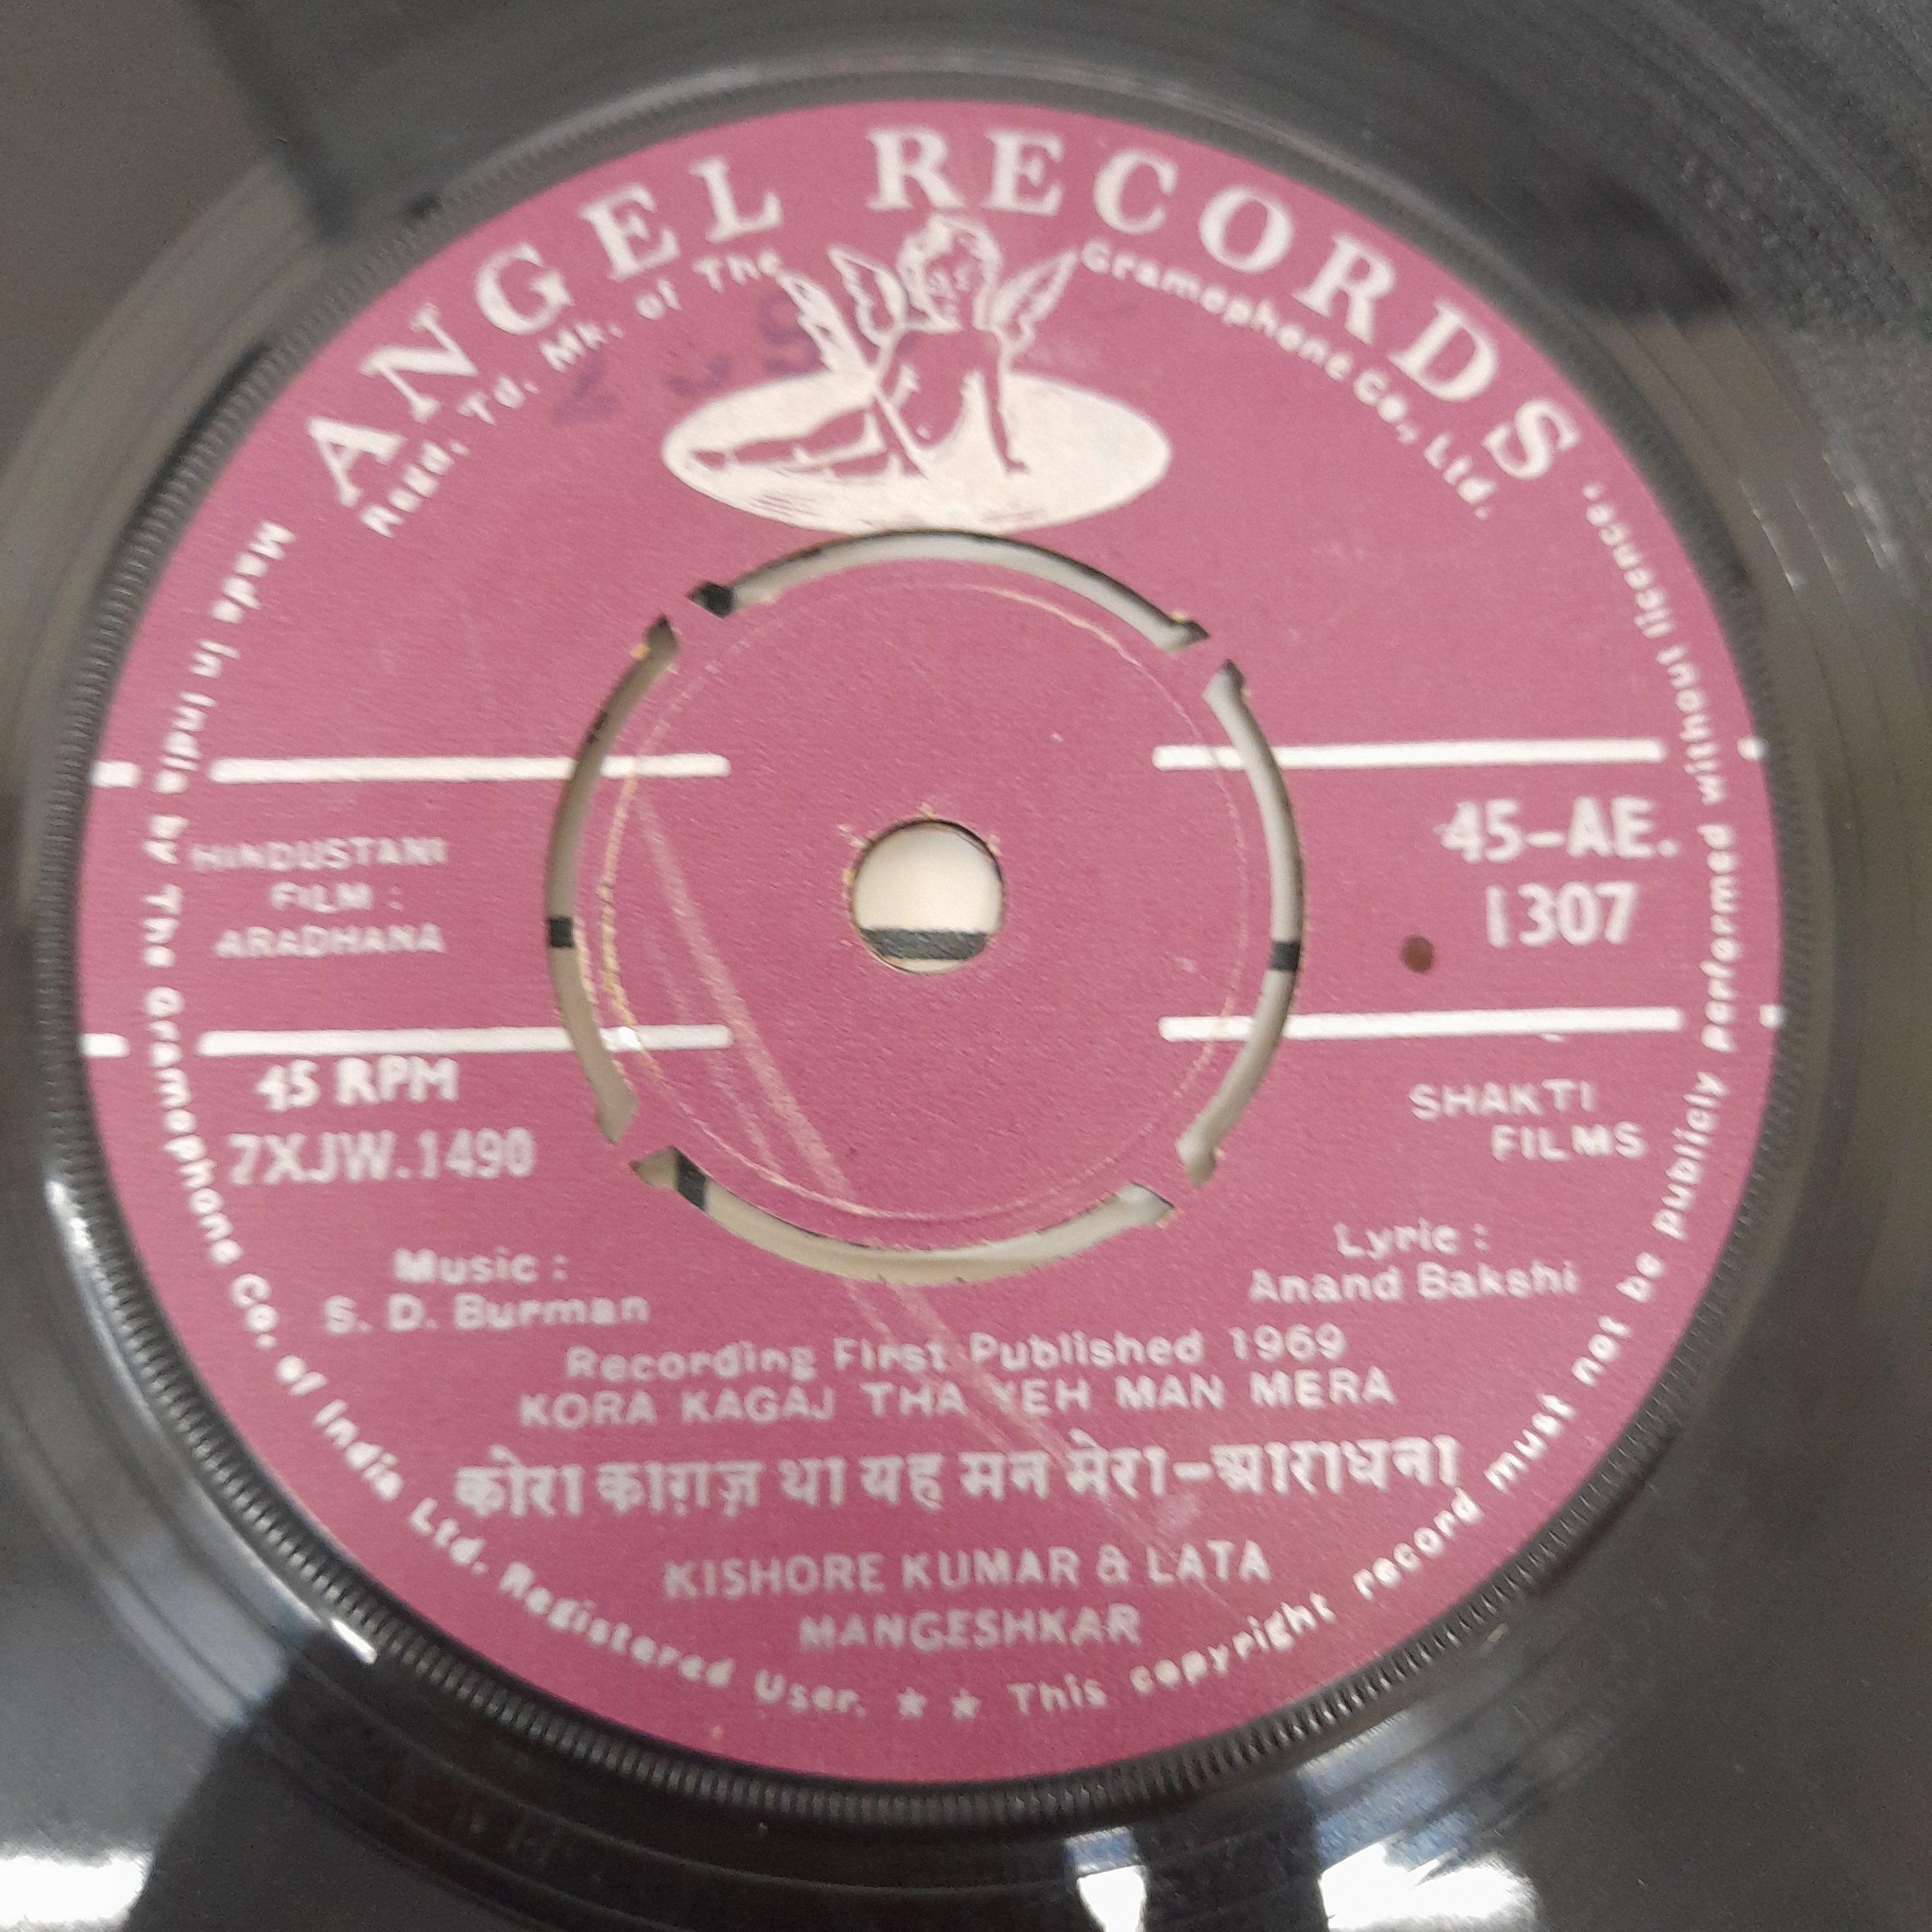 ANGEL RECORDS
Regd. Td. Mk. of The Gramophone Co., Ltd.
HINDUSTANI
FILM :
ARADHANA
45-AE.
1307
45 RPM
7XJW.1490
SHAKTI
FILMS
Music :
S. D. Burman
Lyric :
Anand Bakshi
Recording First Published 1969
KORA KAGAJ THA YEH MAN MERA
कोरा काग़ज़ था यह मन मेरा-आराधना
KISHORE KUMAR & LATA
MANGESHKAR
Made in India by The Gramophone Co. of India Ltd. Registered User. ★ ★ This copyright record must not be publicly performed without licence.